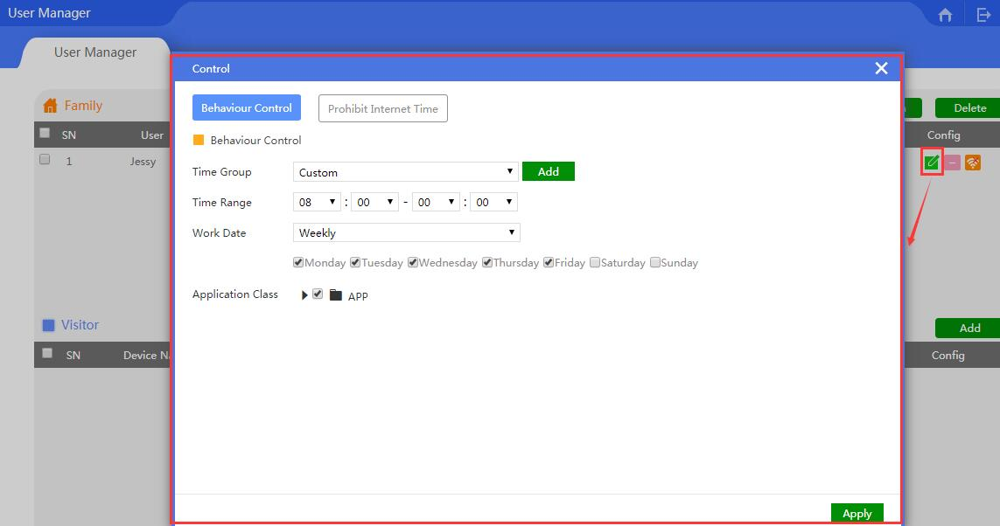 User Manager
User Manager
Control
Family
Behaviour Control
Prohibit Internet Time
Delete
SN
User
Config
Behaviour Control
1
Jessy
Time Group
Custom
Add
Time Range
08 : 00 - 00 : 00
Work Date
Weekly
Monday Tuesday Wednesday Thursday Friday Saturday Sunday
Application Class
APP
Visitor
Add
SN
Device
Config
Apply